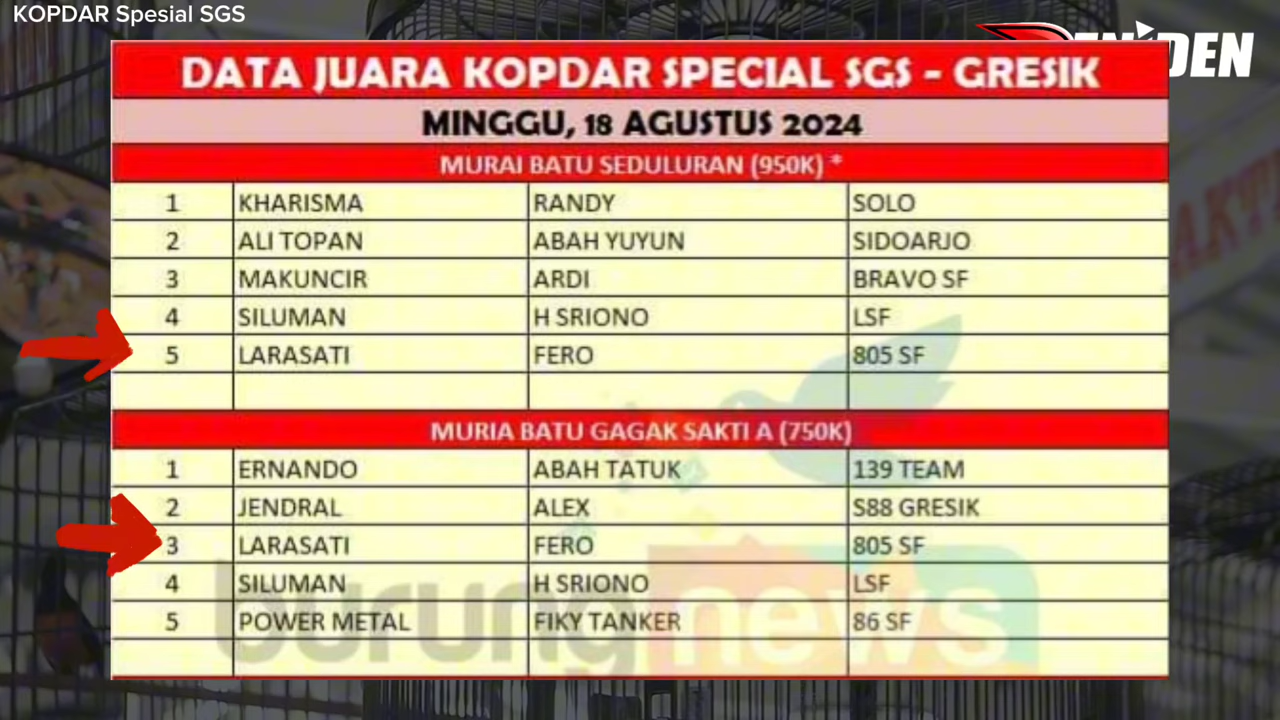 KOPDAR Spesial SGS
DEN
DATA JUARA KOPDAR SPECIAL SGS - GRESIK
MINGGU, 18 AGUSTUS 2024
MURAI BATU SEDULURAN (950K) *
1 KHARISMA RANDY SOLO
2 ALI TOPAN ABAH YUYUN SIDOARJO
3 MAKUNCIR ARDI BRAVO SF
4 SILUMAN H SRIONO LSF
5 LARASATI FERO 805 SF
MURIA BATU GAGAK SAKTI A (750K)
1 ERNANDO ABAH TATUK 139 TEAM
2 JENDRAL ALEX S88 GRESIK
3 LARASATI FERO 805 SF
4 SILUMAN H SRIONO LSF
5 POWER METAL FIKY TANKER 86 SF
burung news